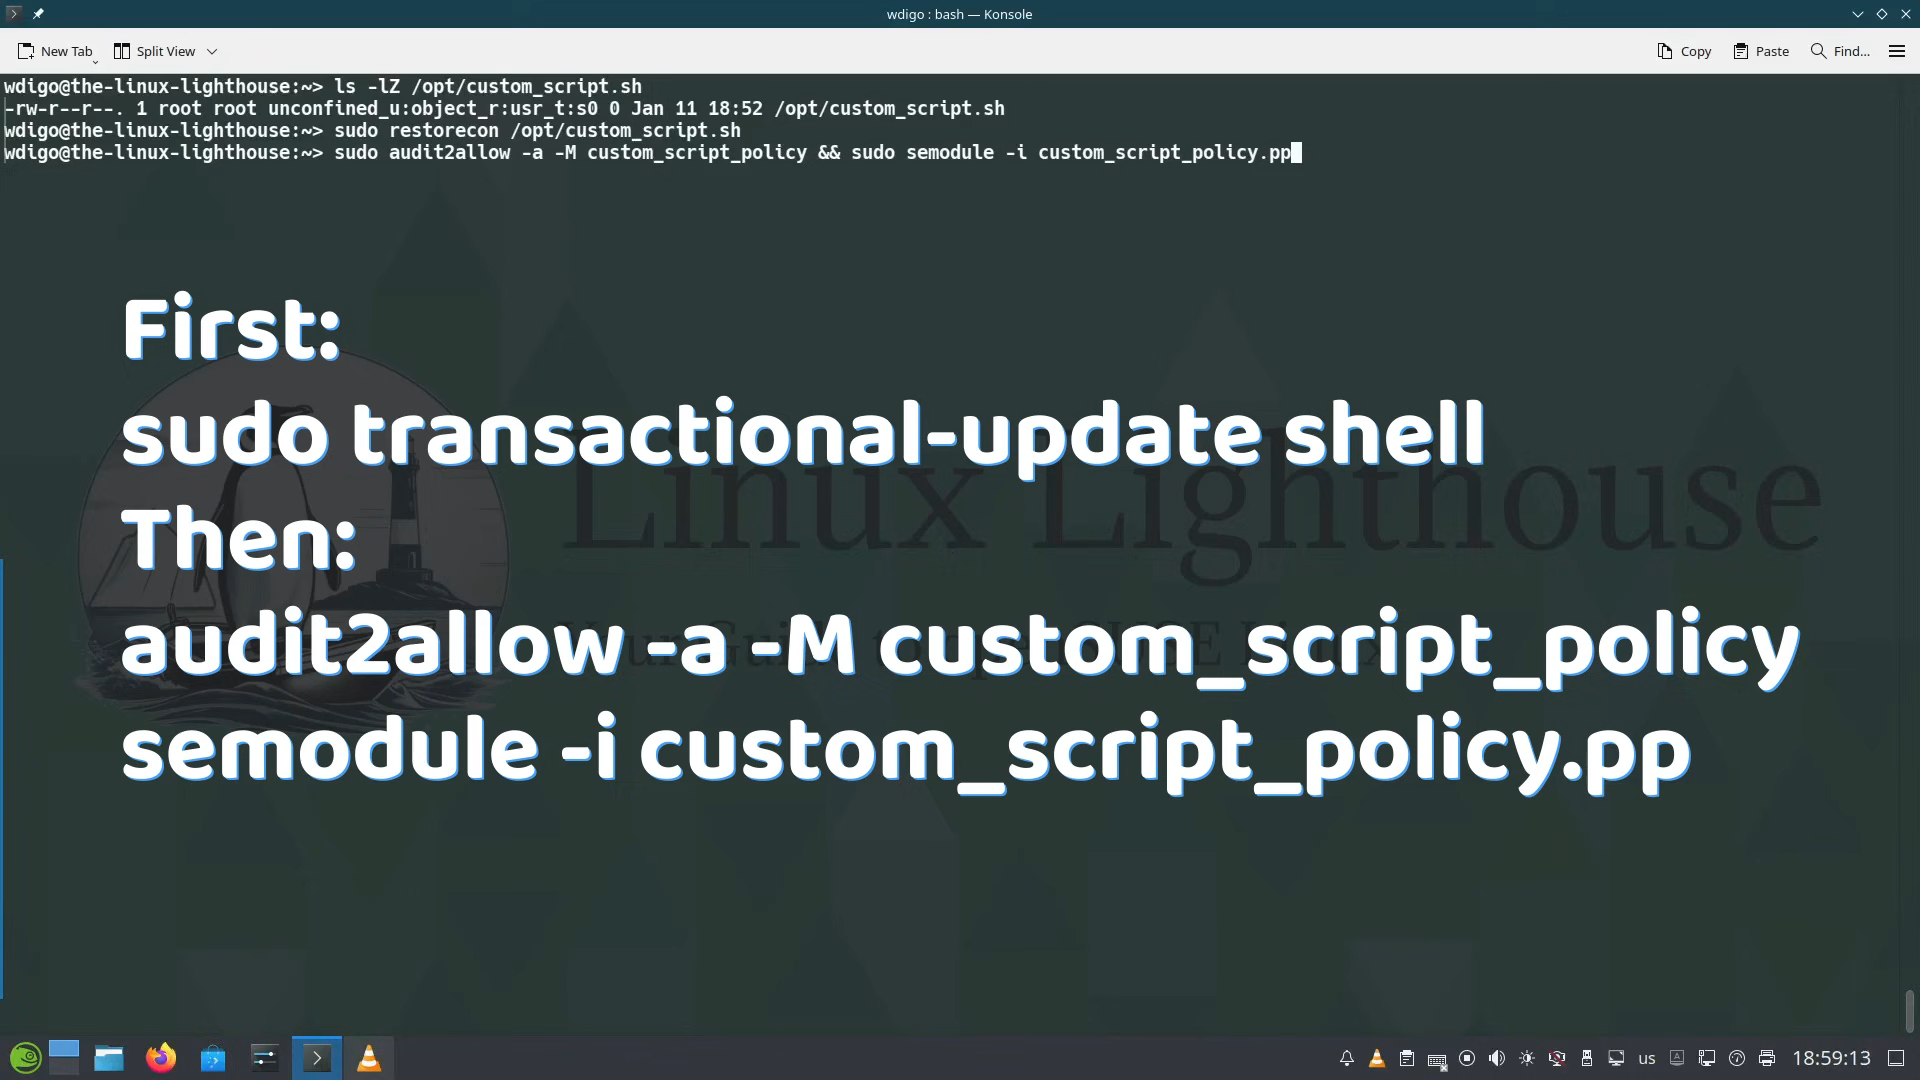 wdigo : bash — Konsole
New Tab
Split View
Copy
Paste
Find...
wdigo@the-linux-lighthouse:~> ls -lZ /opt/custom_script.sh
-rw-r--r--. 1 root root unconfined_u:object_r:usr_t:s0 0 Jan 11 18:52 /opt/custom_script.sh
wdigo@the-linux-lighthouse:~> sudo restorecon /opt/custom_script.sh
wdigo@the-linux-lighthouse:~> sudo audit2allow -a -M custom_script_policy && sudo semodule -i custom_script_policy.pp
First:
sudo transactional-update shell
Linux Lighthouse
Then:
audit2allow -a -M custom_script_policy
semodule -i custom_script_policy.pp
us
18:59:13